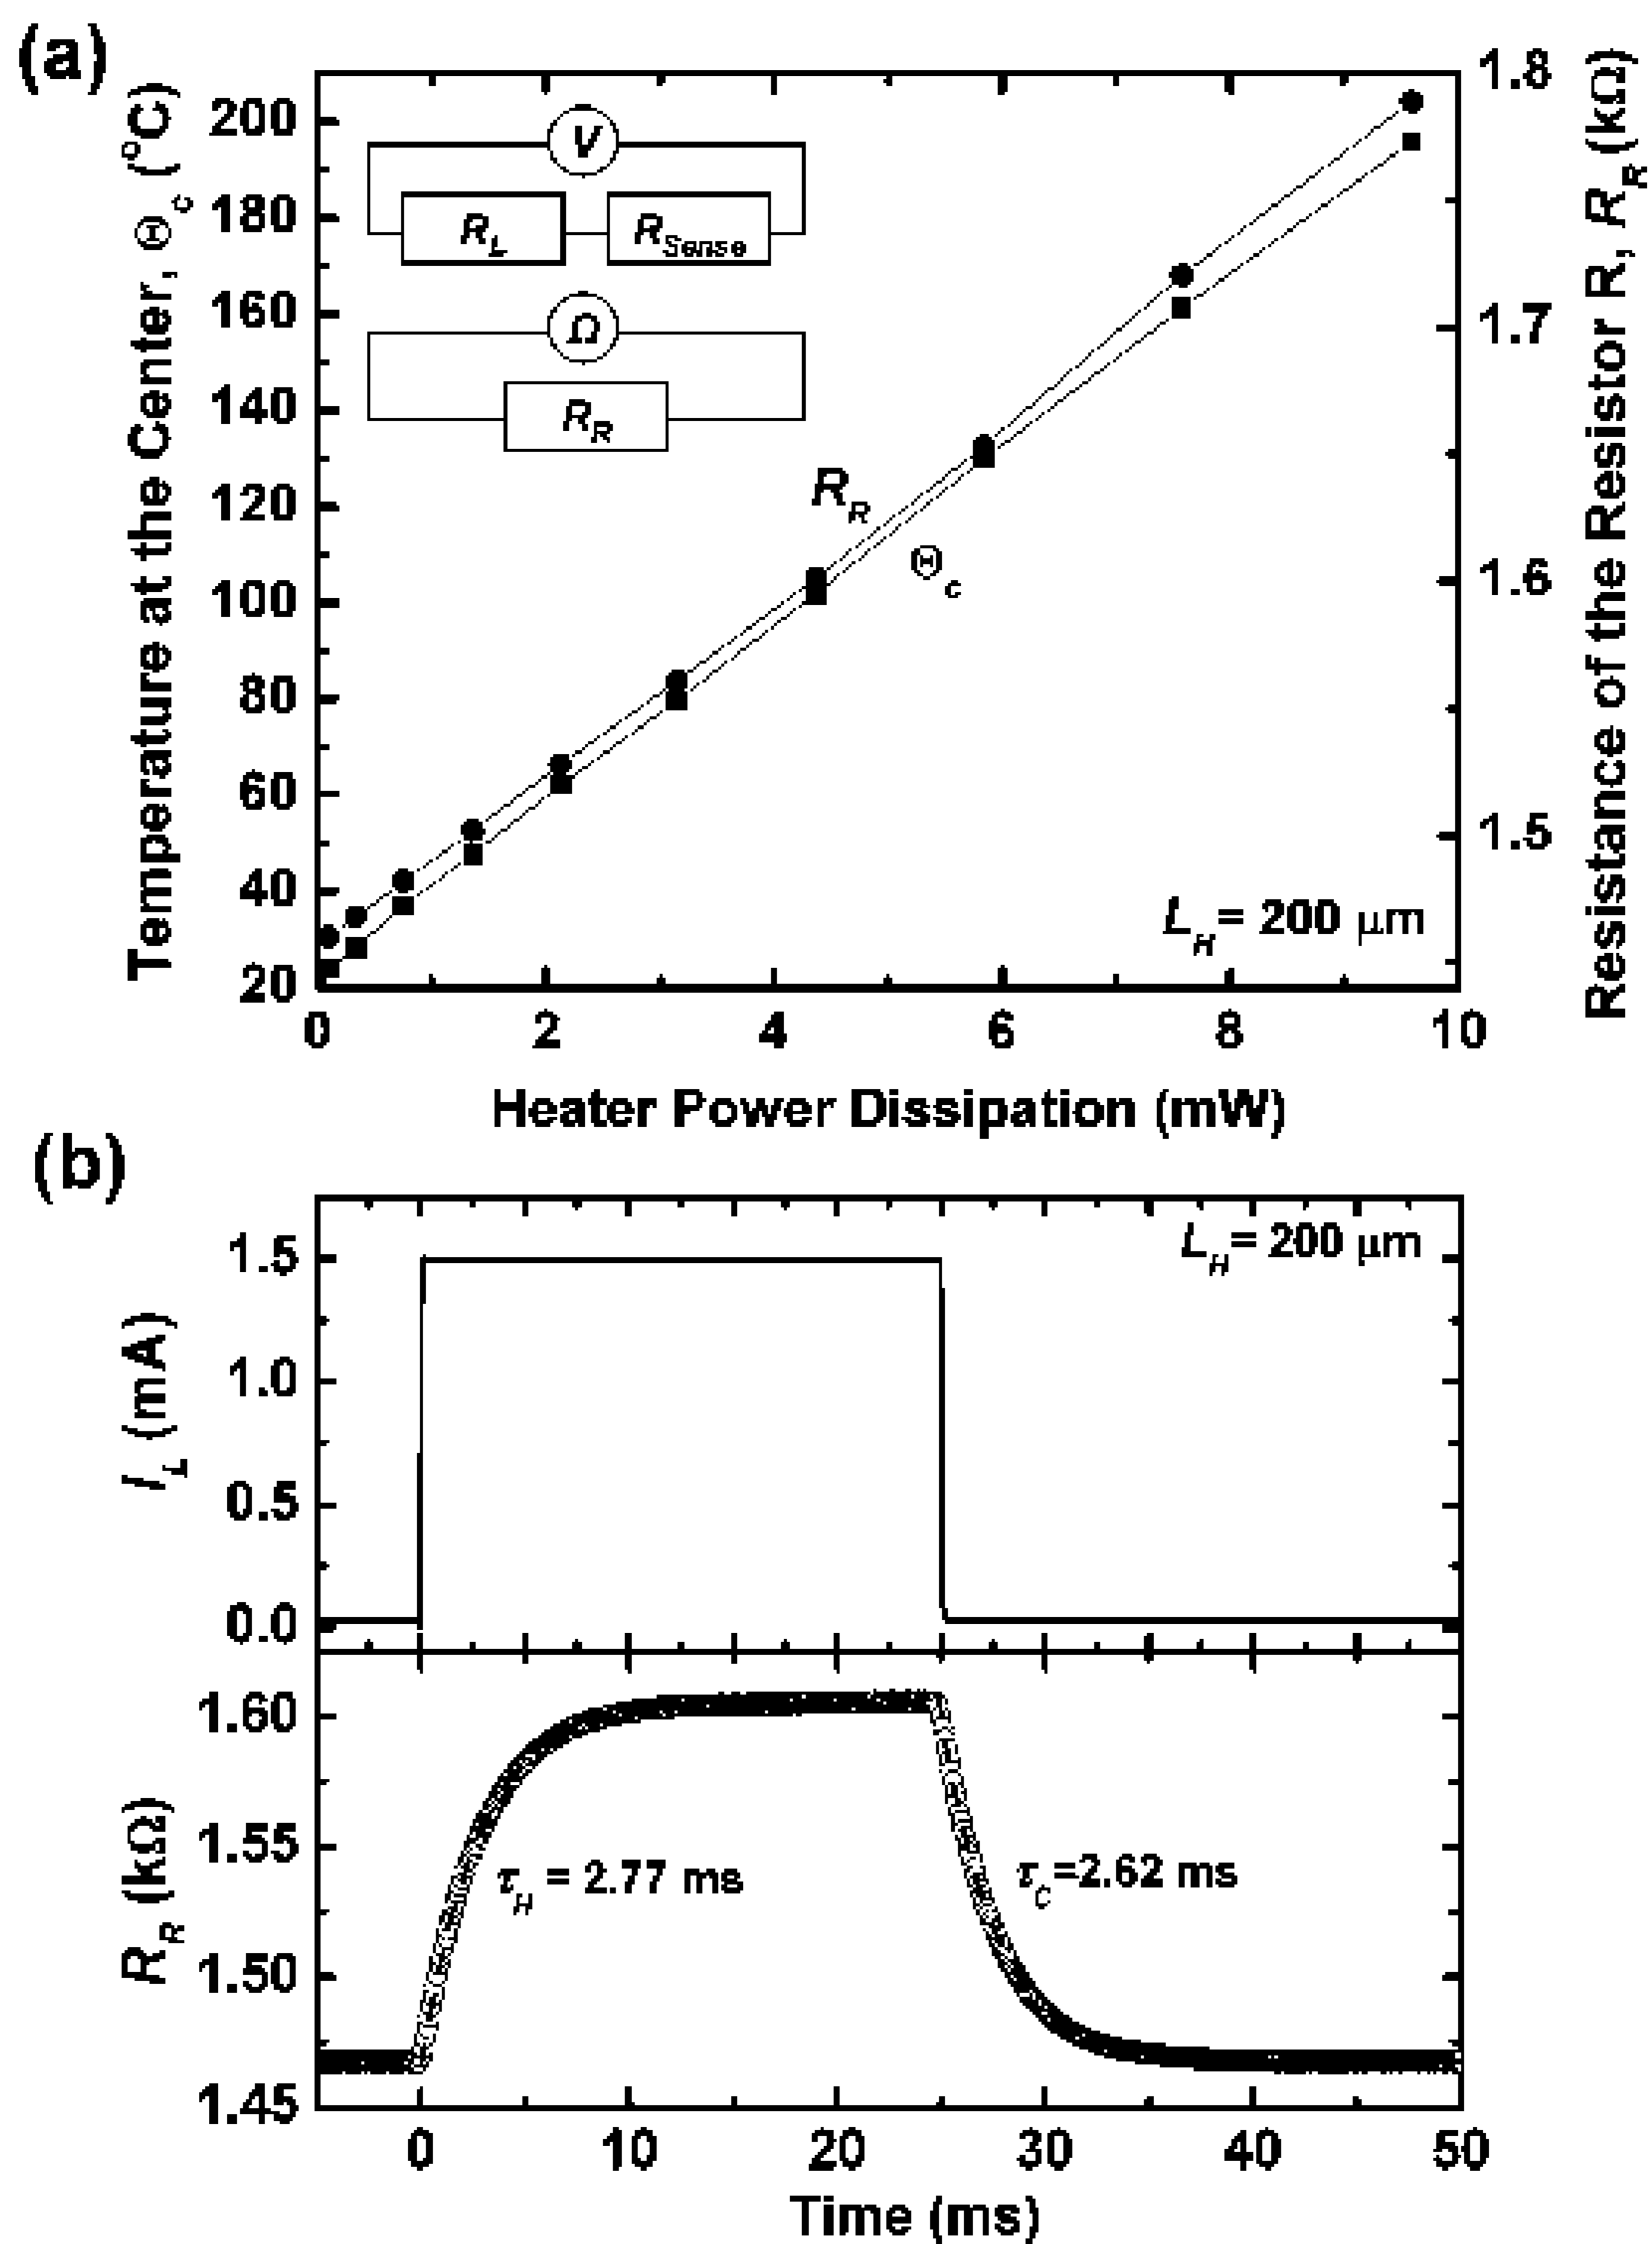 (a)
Temperature at the Center, Θc (°C)
200
180
160
140
120
100
80
60
40
20
V
RL
RSense
Ω
RR
RR
Θc
LH = 200 μm
1.8
1.7
1.6
1.5
Resistance of the Resistor R, RR (kΩ)
0 2 4 6 8 10
Heater Power Dissipation (mW)
(b)
LH = 200 μm
IL (mA)
1.5
1.0
0.5
0.0
RR (kΩ)
1.60
1.55
1.50
1.45
τH = 2.77 ms
τC =2.62 ms
0 10 20 30 40 50
Time (ms)